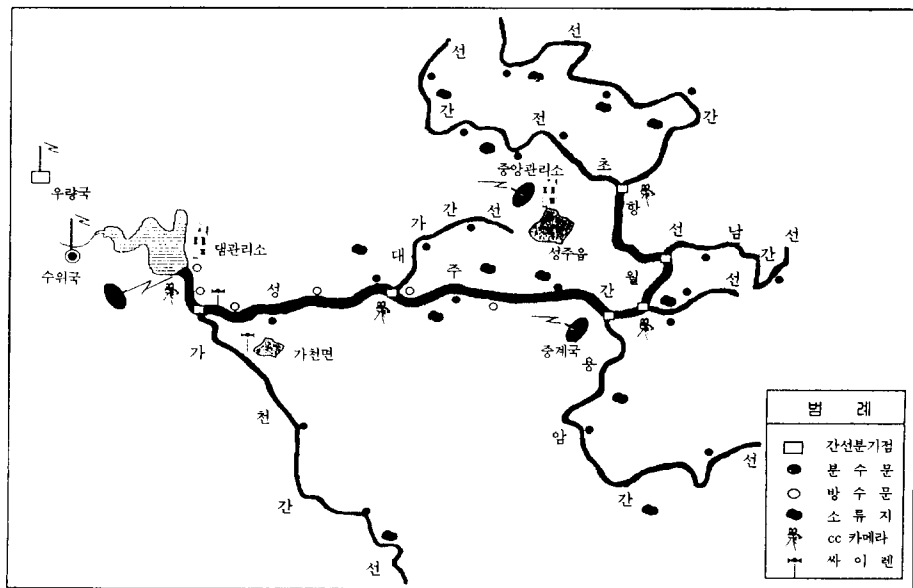 우량국
수위국
댐관리소
중앙관리소
성주읍
가천면
중계국
초전간선
월항간선
선남간선
대가간선
성주간선
용암간선
가천간선
범 례
간선분기점
분 수 문
방 수 문
소 류 지
cc 카메라
싸 이 렌